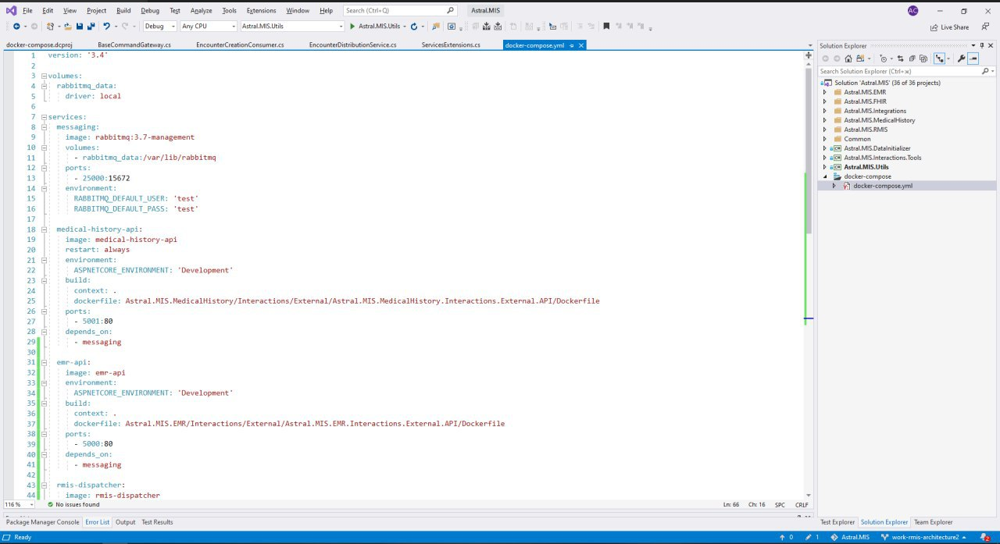 File Edit View Project Build Debug Test Analyze Tools Extensions Window Help Search (Ctrl+Q) Astral.MIS AC
Debug Any CPU Astral.MIS.Utils Astral.MIS.Utils Live Share
docker-compose.dcproj BaseCommandGateway.cs EncounterCreationConsumer.cs EncounterDistributionService.cs ServicesExtensions.cs docker-compose.yml
1 version: '3.4'
2
3 volumes:
4 rabbitmq_data:
5 driver: local
6
7 services:
8 messaging:
9 image: rabbitmq:3.7-management
10 volumes:
11 - rabbitmq_data:/var/lib/rabbitmq
12 ports:
13 - 25000:15672
14 environment:
15 RABBITMQ_DEFAULT_USER: 'test'
16 RABBITMQ_DEFAULT_PASS: 'test'
17
18 medical-history-api:
19 image: medical-history-api
20 restart: always
21 environment:
22 ASPNETCORE_ENVIRONMENT: 'Development'
23 build:
24 context: .
25 dockerfile: Astral.MIS.MedicalHistory/Interactions/External/Astral.MIS.MedicalHistory.Interactions.External.API/Dockerfile
26 ports:
27 - 5001:80
28 depends_on:
29 - messaging
30
31 emr-api:
32 image: emr-api
33 environment:
34 ASPNETCORE_ENVIRONMENT: 'Development'
35 build:
36 context: .
37 dockerfile: Astral.MIS.EMR/Interactions/External/Astral.MIS.EMR.Interactions.External.API/Dockerfile
38 ports:
39 - 5000:80
40 depends_on:
41 - messaging
42
43 rmis-dispatcher:
44 image: rmis-dispatcher
116 % No issues found Ln: 66 Ch: 16 SPC CRLF
Solution Explorer
Search Solution Explorer (Ctrl+ж)
Solution 'Astral.MIS' (36 of 36 projects)
Astral.MIS.EMR
Astral.MIS.FHIR
Astral.MIS.Integrations
Astral.MIS.MedicalHistory
Astral.MIS.RMIS
Common
Astral.MIS.DataInitializer
Astral.MIS.Interactions.Tools
Astral.MIS.Utils
docker-compose
docker-compose.yml
Package Manager Console Error List Output Test Results
Test Explorer Solution Explorer Team Explorer
Ready 0 1 Astral.MIS work-rmis-architecture2 2